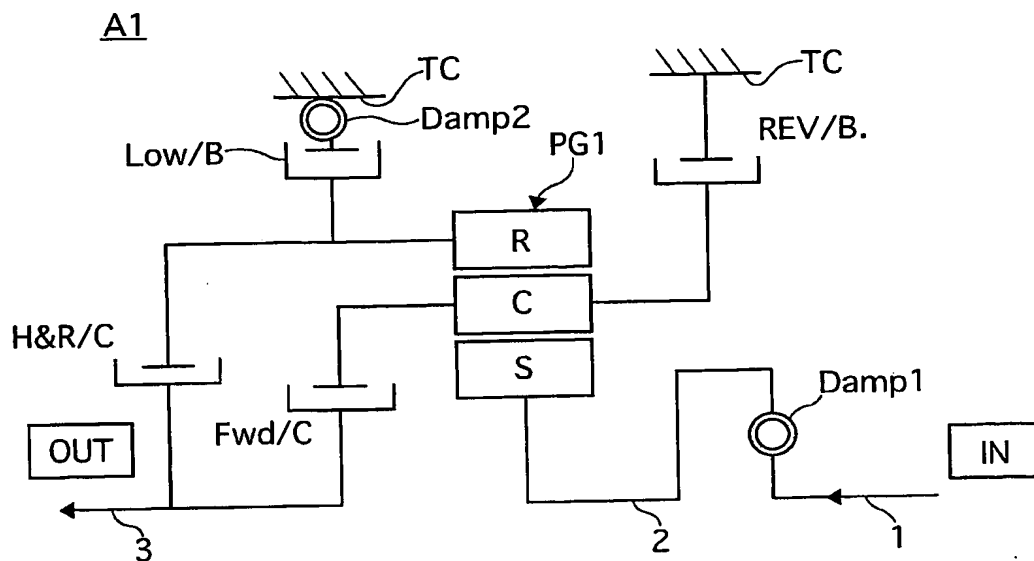 A1
TC
TC
Damp2
REV/B.
Low/B
PG1
R
C
H&R/C
S
Damp1
Fwd/C
OUT
IN
3
2
1